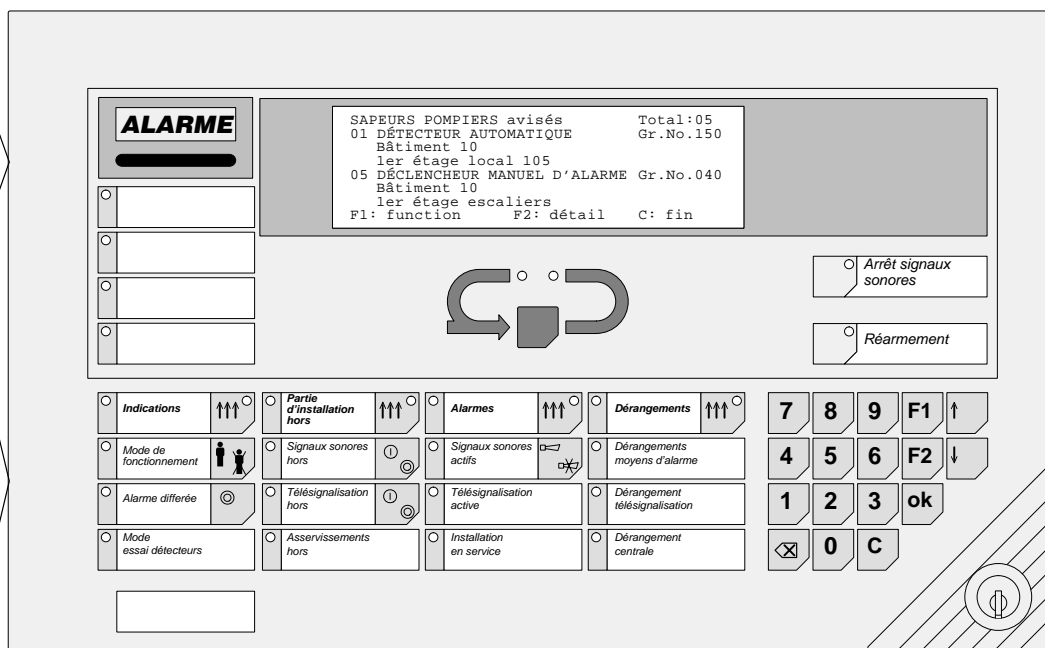 ALARME
SAPEURS POMPIERS avisés Total:05
01 DÉTECTEUR AUTOMATIQUE Gr.No.150
Bâtiment 10
1er étage local 105
05 DÉCLENCHEUR MANUEL D'ALARME Gr.No.040
Bâtiment 10
1er étage escaliers
F1: function F2: détail C: fin
Arrêt signaux
sonores
Réarmement
Indications
Partie
d'installation
hors
Alarmes
Dérangements
7 8 9 F1 ↑
Mode de
fonctionnement
Signaux sonores
hors
Signaux sonores
actifs
Dérangements
moyens d'alarme
4 5 6 F2 ↓
Alarme differée
Télésignalisation
hors
Télésignalisation
active
Dérangement
télésignalisation
1 2 3 ok
Mode
essai détecteurs
Asservissements
hors
Installation
en service
Dérangement
centrale
0 C